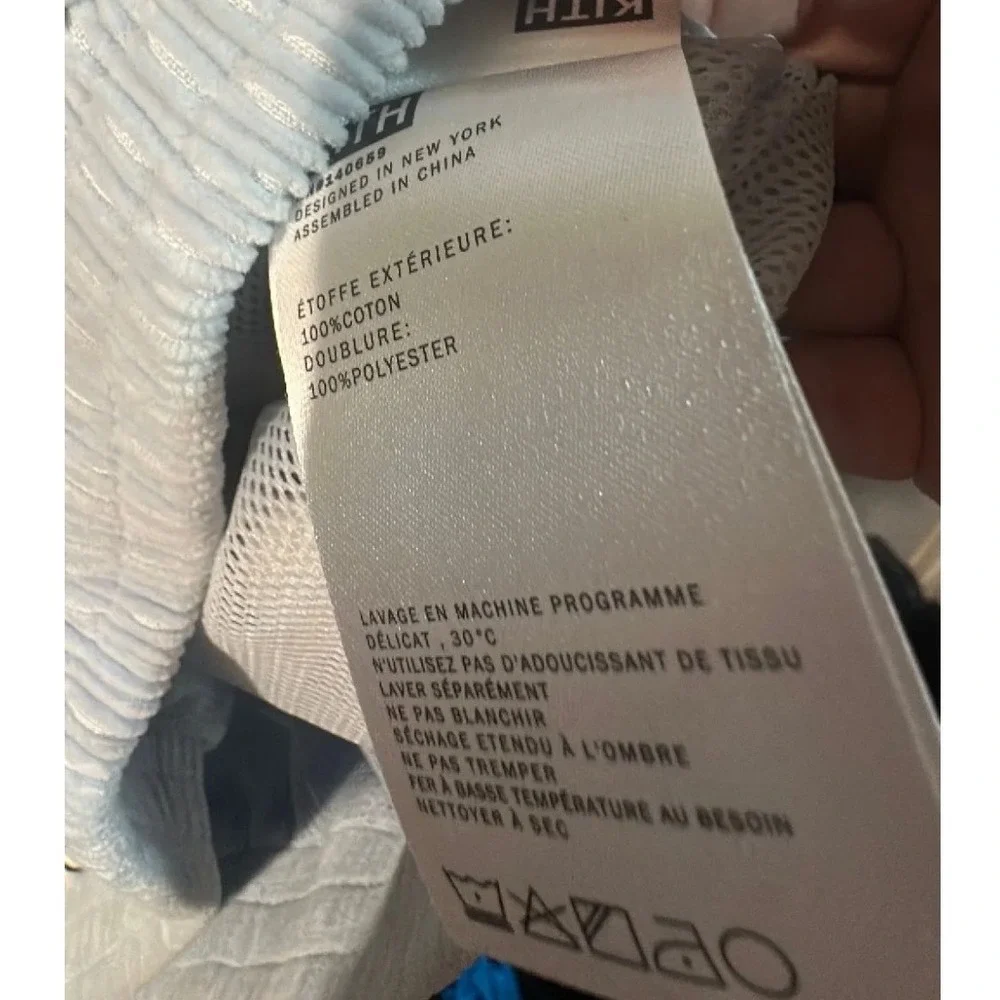 KITH
RN#140659
DESIGNED IN NEW YORK
ASSEMBLED IN CHINA
ÉTOFFE EXTÉRIEURE:
100%COTON
DOUBLURE:
100%POLYESTER
LAVAGE EN MACHINE PROGRAMME
DÉLICAT , 30°C
N'UTILISEZ PAS D'ADOUCISSANT DE TISSU
LAVER SÉPARÉMENT
NE PAS BLANCHIR
SÉCHAGE ETENDU À L'OMBRE
NE PAS TREMPER
FER À BASSE TEMPÉRATURE AU BESOIN
NETTOYER À SEC